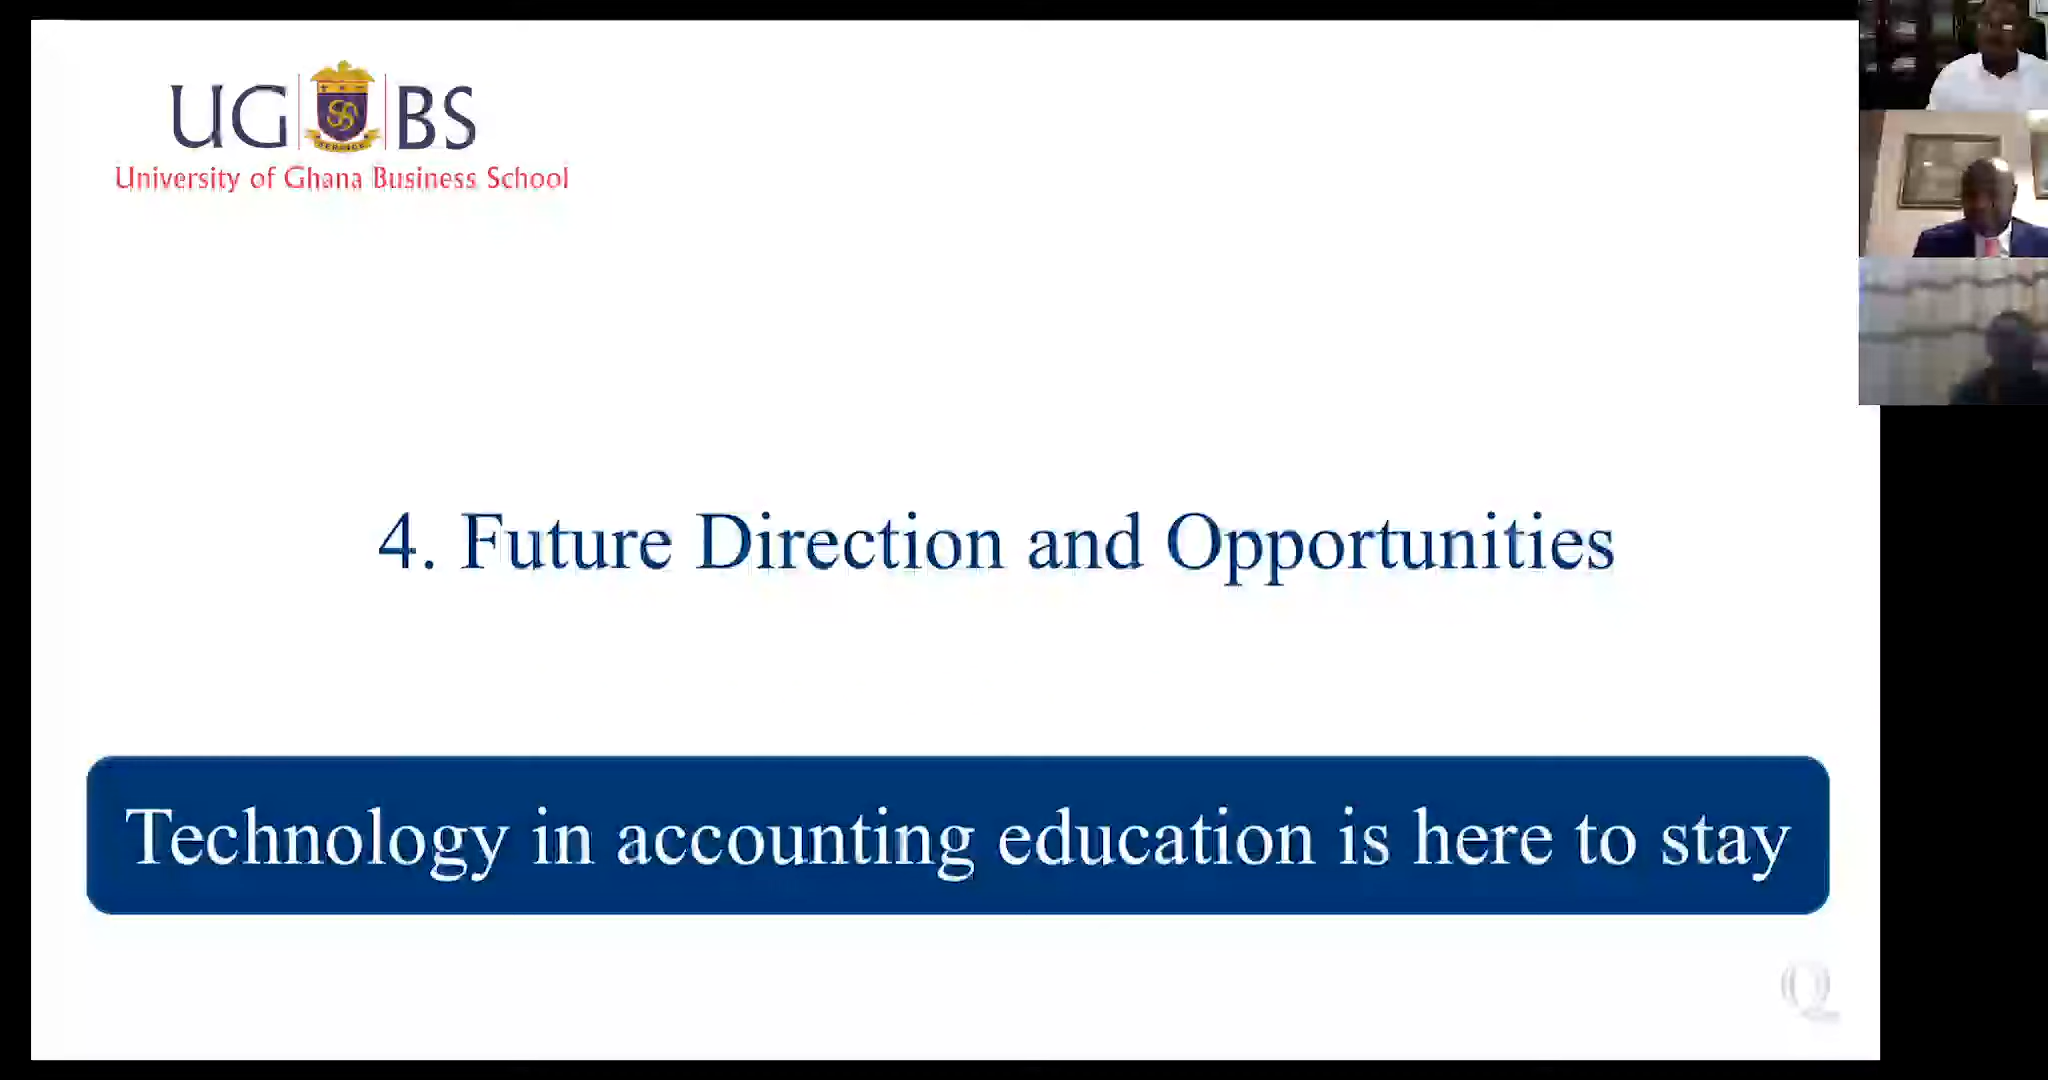 UG BS
University of Ghana Business School
4. Future Direction and Opportunities
Technology in accounting education is here to stay
Q